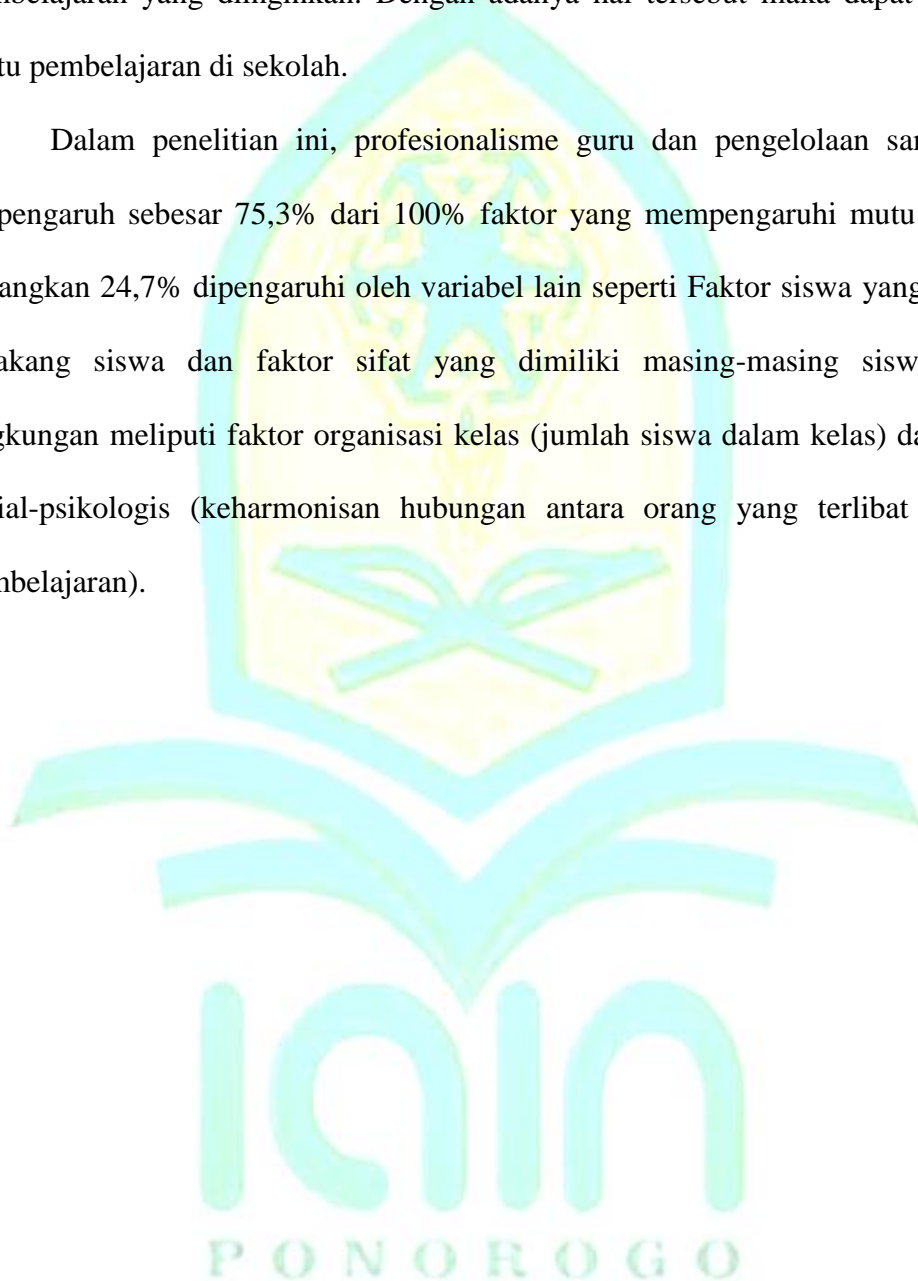 mbelajaran yang diinginkan. Dengan adanya hal tersebut maka dapat
tu pembelajaran di sekolah.
Dalam penelitian ini, profesionalisme guru dan pengelolaan sar
pengaruh sebesar 75,3% dari 100% faktor yang mempengaruhi mutu
angkan 24,7% dipengaruhi oleh variabel lain seperti Faktor siswa yang
akang siswa dan faktor sifat yang dimiliki masing-masing sisw
gkungan meliputi faktor organisasi kelas (jumlah siswa dalam kelas) da
ial-psikologis (keharmonisan hubungan antara orang yang terlibat
nbelajaran).
iain
PONOROGO